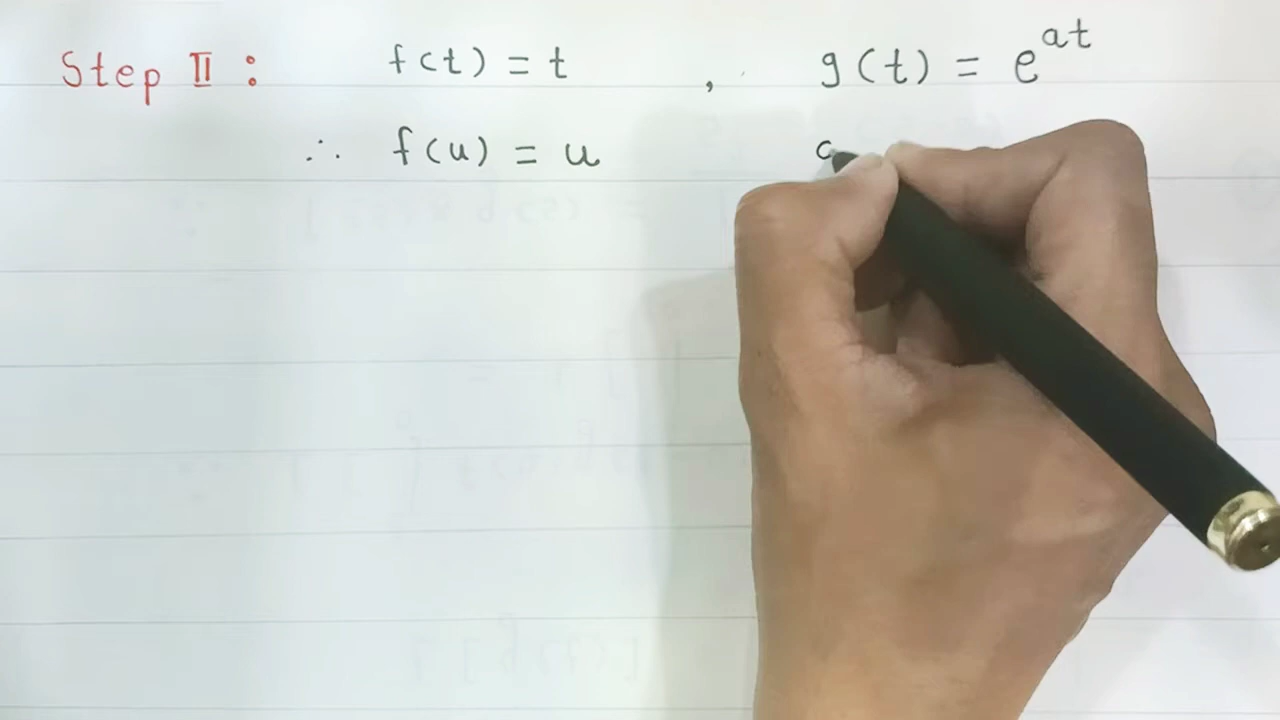 Step II : f(t) = t , g(t) = e^{at}
∴ f(u) = u